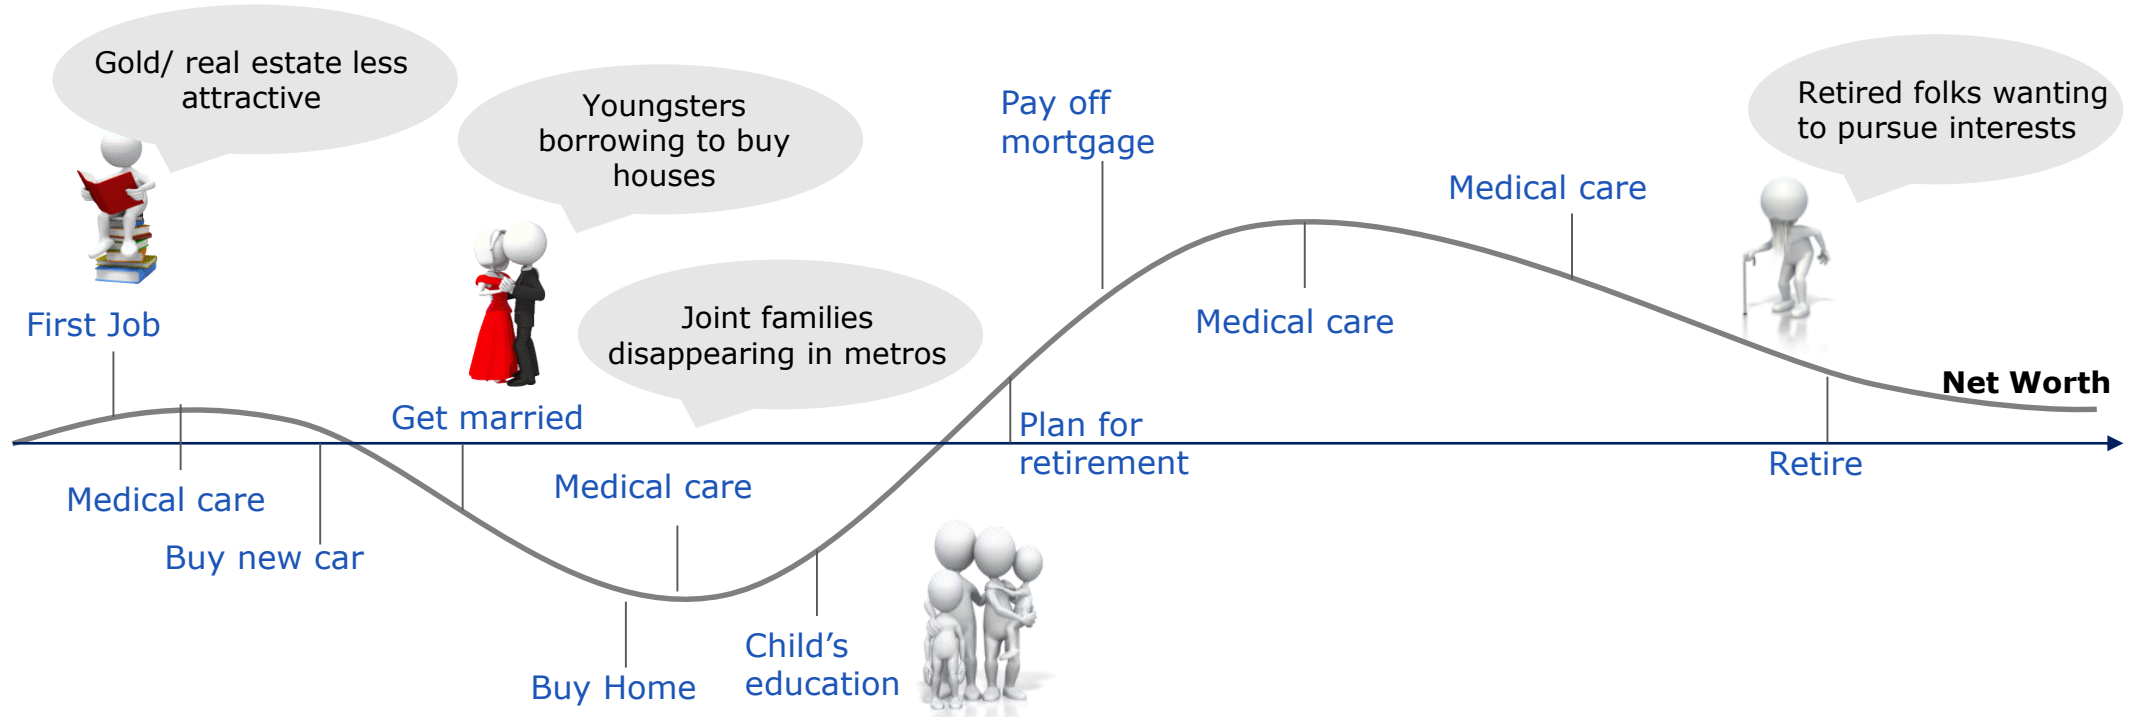 Gold/ real estate less
attractive
Youngsters
borrowing to buy
houses
Pay off
mortgage
Retired folks wanting
to pursue interests
Medical care
First Job
Joint families
disappearing in metros
Medical care
Net Worth
Get married
Plan for
retirement
Retire
Medical care
Medical care
Buy new car
Child’s
education
Buy Home